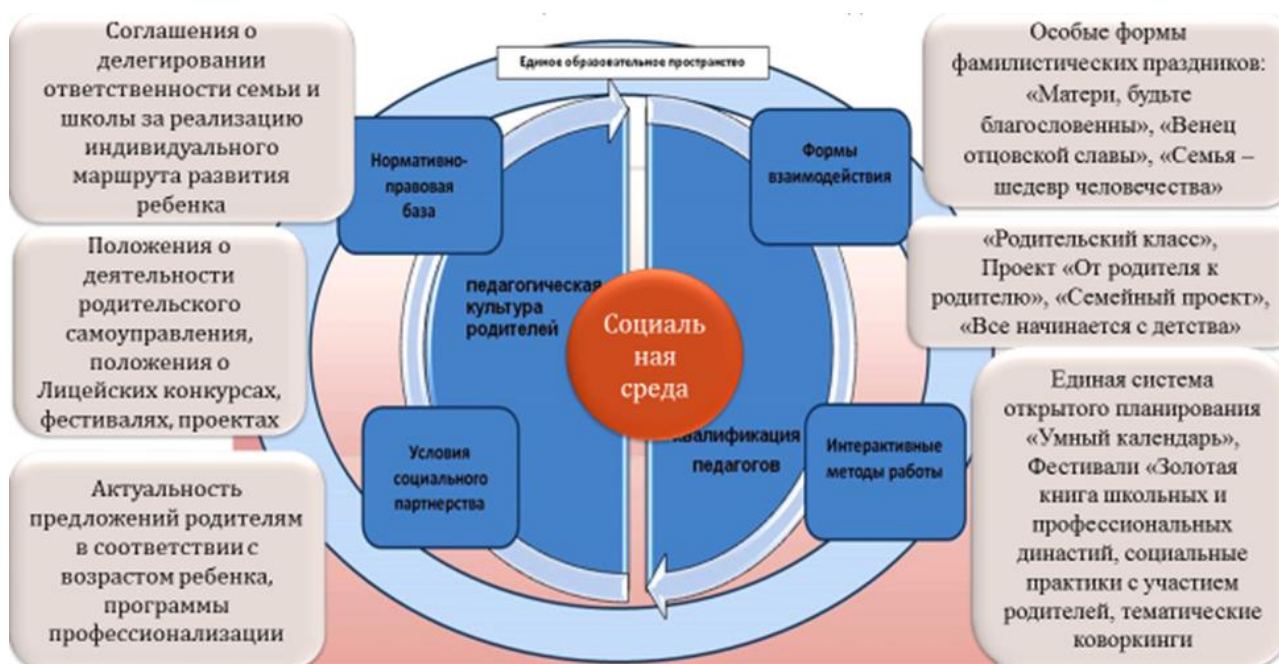 Соглашения о
делегировании
ответственности семьи и
школы за реализацию
индивидуального
маршрута развития
ребенка
Положения о
деятельности
родительского
самоуправления,
положения о
Лицейских конкурсах,
фестивалях, проектах
Актуальность
предложений родителям
в соответствии с
возрастом ребенка,
программы
профессионализации
Единое образовательное пространство
Нормативно-
правовая
база
Формы
взаимодействия
педагогическая
культура
родителей
Социаль
ная
среда
Условия
социального
партнерства
педагогов
Интерактивные
методы работы
Особые формы
фамилистических праздников:
«Матери, будьте
благословенны», «Венец
отцовской славы», «Семья –
шедевр человечества»
«Родительский класс»,
Проект «От родителя к
родителю», «Семейный проект»,
«Все начинается с детства»
Единая система
открытого планирования
«Умный календарь»,
Фестивали «Золотая
книга школьных и
профессиональных
династий, социальные
практики с участием
родителей, тематические
коворкинги